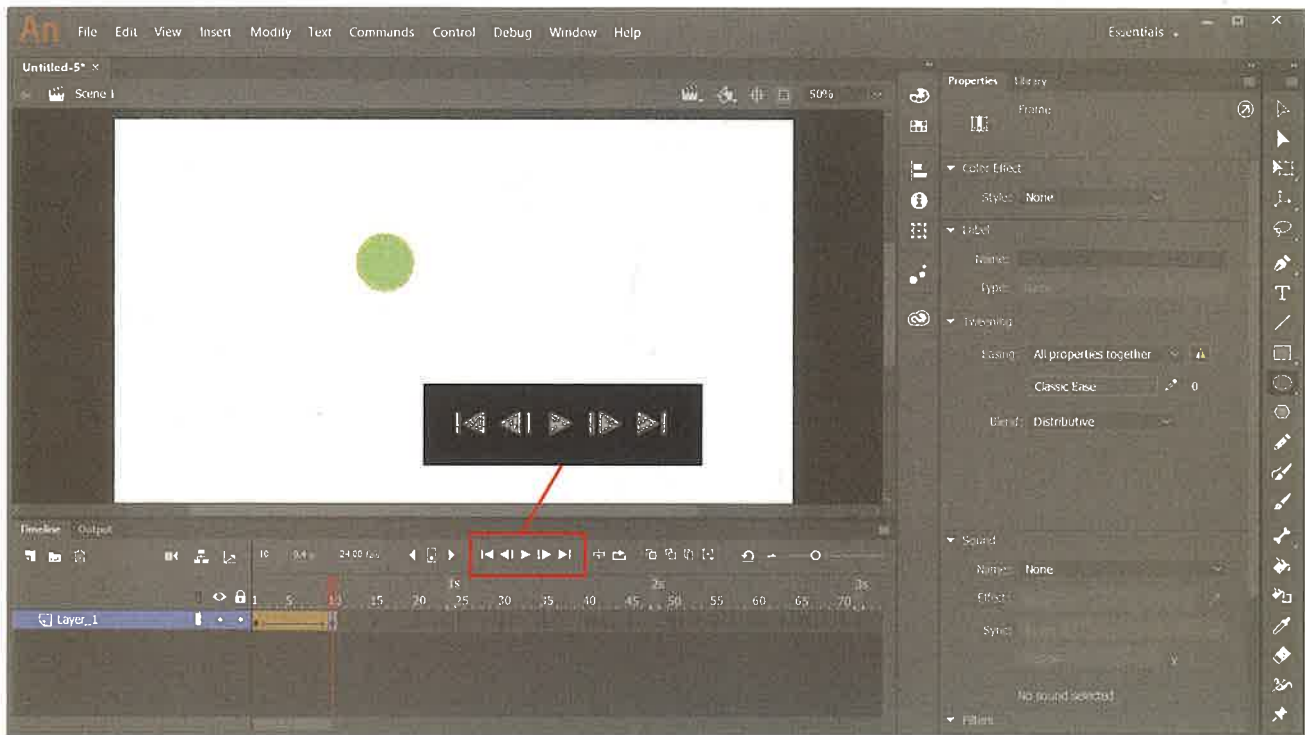 An File Edit View Insert Modify Text Commands Control Debug Window Help Essentials
Untitled-5* ×
Scene 1 50%
Properties Library
Frame
Color Effect
Style: None
Label
Name:
Type:
Tweening
Easing: All properties together
Classic Ease 0
Blend: Distributive
Timeline Output
10 0.4 s 24.00 fps
1s 2s 3s
1 5 10 15 20 25 30 35 40 45 50 55 60 65 70
Layer_1
Sound
Name: None
Effect:
Sync:
x
No sound selected
Filters